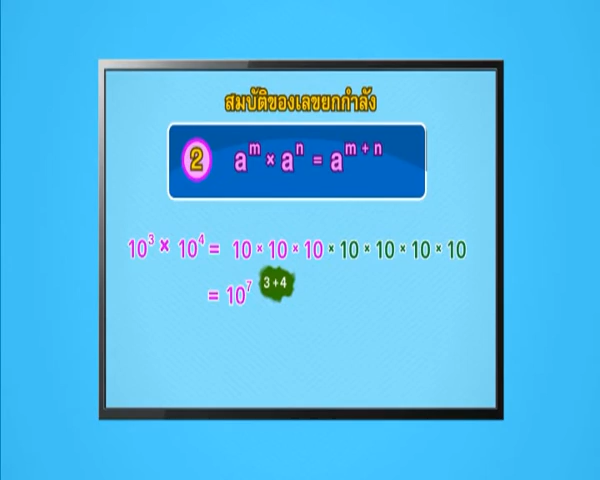 สมบัติของเลขยกกำลัง
2 aᵐ × aⁿ = aᵐ⁺ⁿ
10³ × 10⁴ = 10 × 10 × 10 × 10 × 10 × 10 × 10
= 10⁷ 3+4